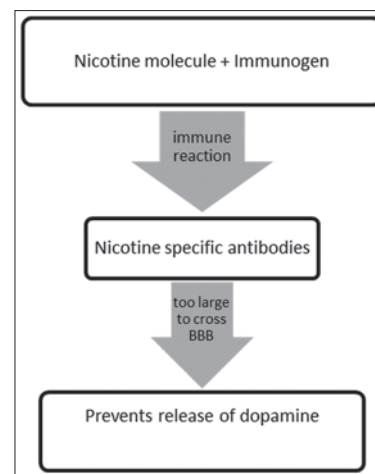 Nicotine molecule + Immunogen
immune
reaction
Nicotine specific antibodies
too large
to cross
BBB
Prevents release of dopamine